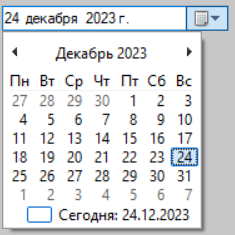 24 декабря 2023 г.
Декабрь 2023
Пн Вт Ср Чт Пт Сб Вс
27 28 29 30 1 2 3
4 5 6 7 8 9 10
11 12 13 14 15 16 17
18 19 20 21 22 23 24
25 26 27 28 29 30 31
1 2 3 4 5 6 7
Сегодня: 24.12.2023